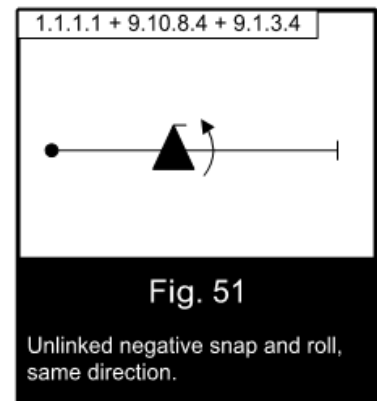 1.1.1.1 + 9.10.8.4 + 9.1.3.4
Fig. 51
Unlinked negative snap and roll,
same direction.